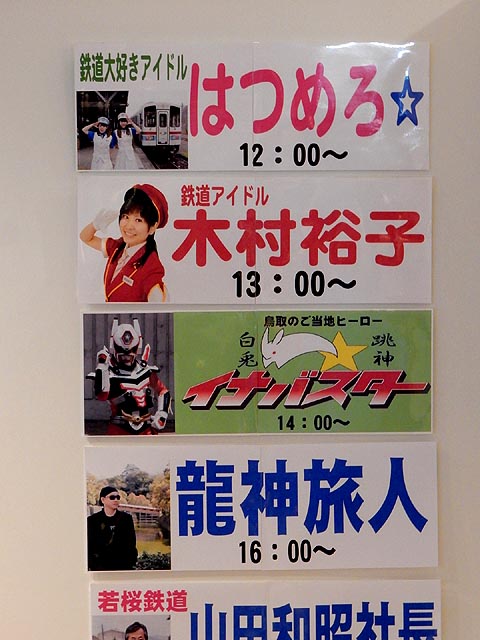 鉄道大好きアイドル
はつめろ☆
12：00～
鉄道アイドル
木村裕子
13：00～
鳥取のご当地ヒーロー
白兎 跳神
イナバスター
14：00～
龍神旅人
16：00～
若桜鉄道
山田和昭社長